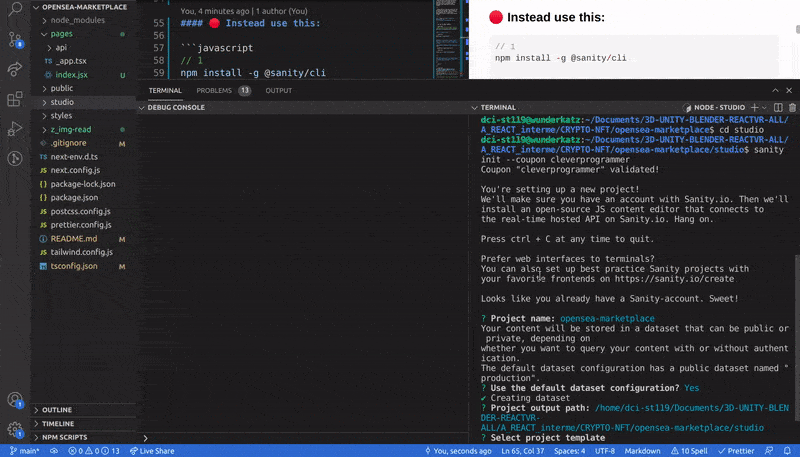 OPENSEA-MARKETPLACE
node_modules
pages
api
_app.tsx
index.jsx U
public
studio
styles
z_img-read
.gitignore M
next-env.d.ts
next.config.js
package-lock.json
package.json
postcss.config.js
prettier.config.js
README.md M
tailwind.config.js
tsconfig.json M
OUTLINE
TIMELINE
NPM SCRIPTS
You, 4 minutes ago | 1 author (You)
55 #### 🔴 Instead use this:
56
57 ```javascript
58 // 1
59 npm install -g @sanity/cli
🔴 Instead use this:
// 1
npm install -g @sanity/cli
TERMINAL PROBLEMS 13 OUTPUT
DEBUG CONSOLE
TERMINAL NODE - STUDIO
dci-st119@wunderkatz:~/Documents/3D-UNITY-BLENDER-REACTVR-ALL/
A_REACT_interme/CRYPTO-NFT/opensea-marketplace$ cd studio
dci-st119@wunderkatz:~/Documents/3D-UNITY-BLENDER-REACTVR-ALL/
A_REACT_interme/CRYPTO-NFT/opensea-marketplace/studio$ sanity
init --coupon cleverprogrammer
Coupon "cleverprogrammer" validated!
You're setting up a new project!
We'll make sure you have an account with Sanity.io. Then we'll
install an open-source JS content editor that connects to
the real-time hosted API on Sanity.io. Hang on.
Press ctrl + C at any time to quit.
Prefer web interfaces to terminals?
You can also set up best practice Sanity projects with
your favorite frontends on https://sanity.io/create
Looks like you already have a Sanity-account. Sweet!
? Project name: opensea-marketplace
Your content will be stored in a dataset that can be public or
private, depending on
whether you want to query your content with or without authent
ication.
The default dataset configuration has a public dataset named "
production".
? Use the default dataset configuration? Yes
✔ Creating dataset
? Project output path: /home/dci-st119/Documents/3D-UNITY-BLEN
DER-REACTVR-
ALL/A_REACT_interme/CRYPTO-NFT/opensea-marketplace/studio
? Select project template
main* 0 0 13 Live Share You, seconds ago Ln 65, Col 37 Spaces: 4 UTF-8 Markdown 10 Spell Prettier